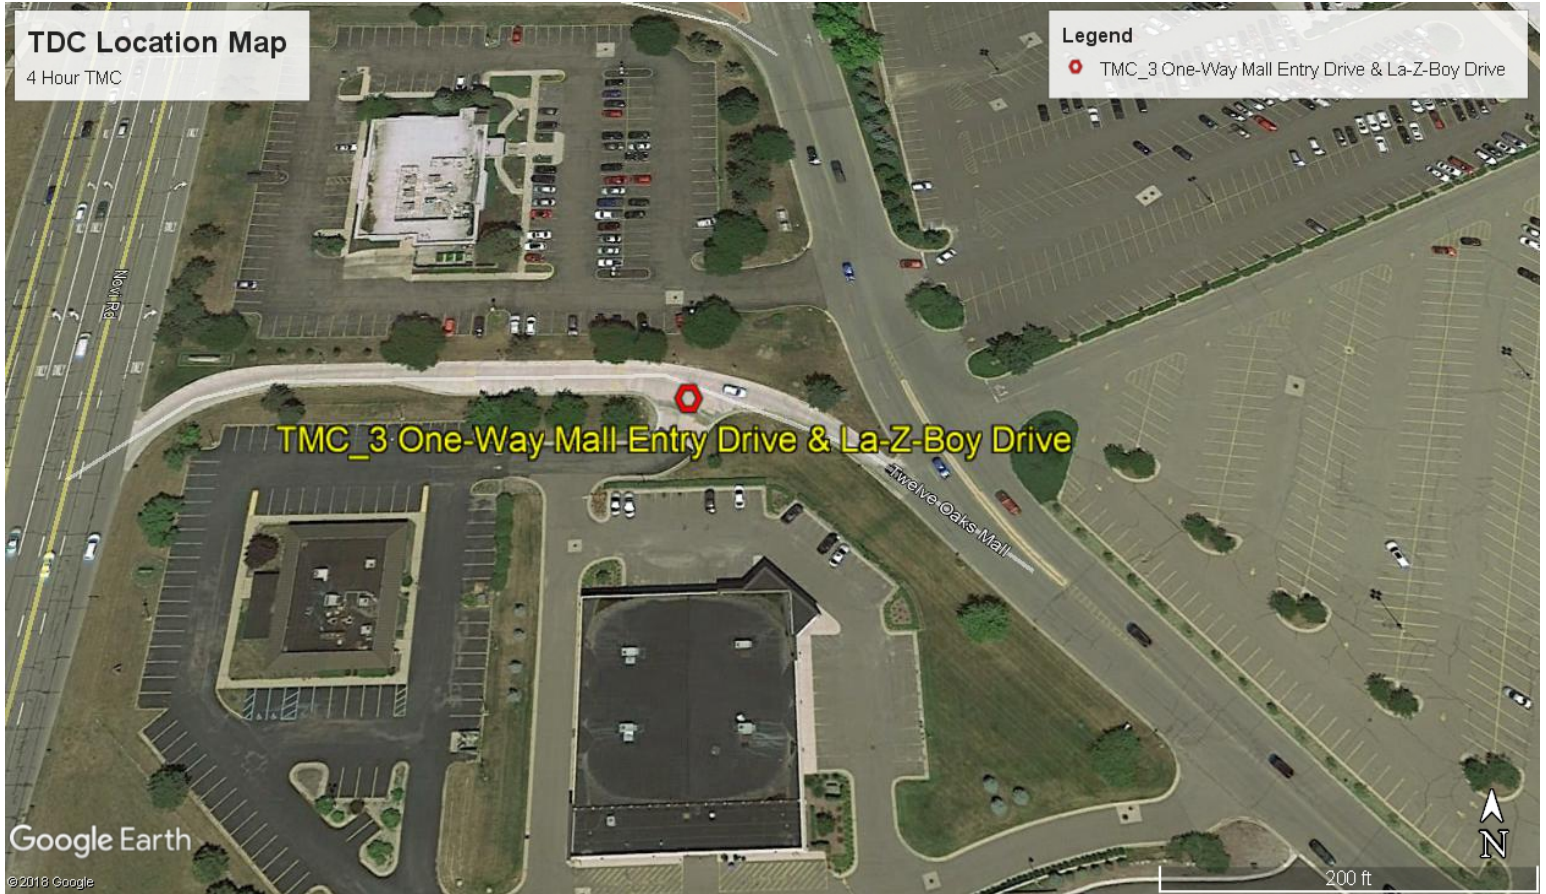 TDC Location Map
4 Hour TMC
Legend
TMC_3 One-Way Mall Entry Drive & La-Z-Boy Drive
Novi Rd
TMC_3 One-Way Mall Entry Drive & La-Z-Boy Drive
Twelve Oaks Mall
Google Earth
©2018 Google
N
200 ft